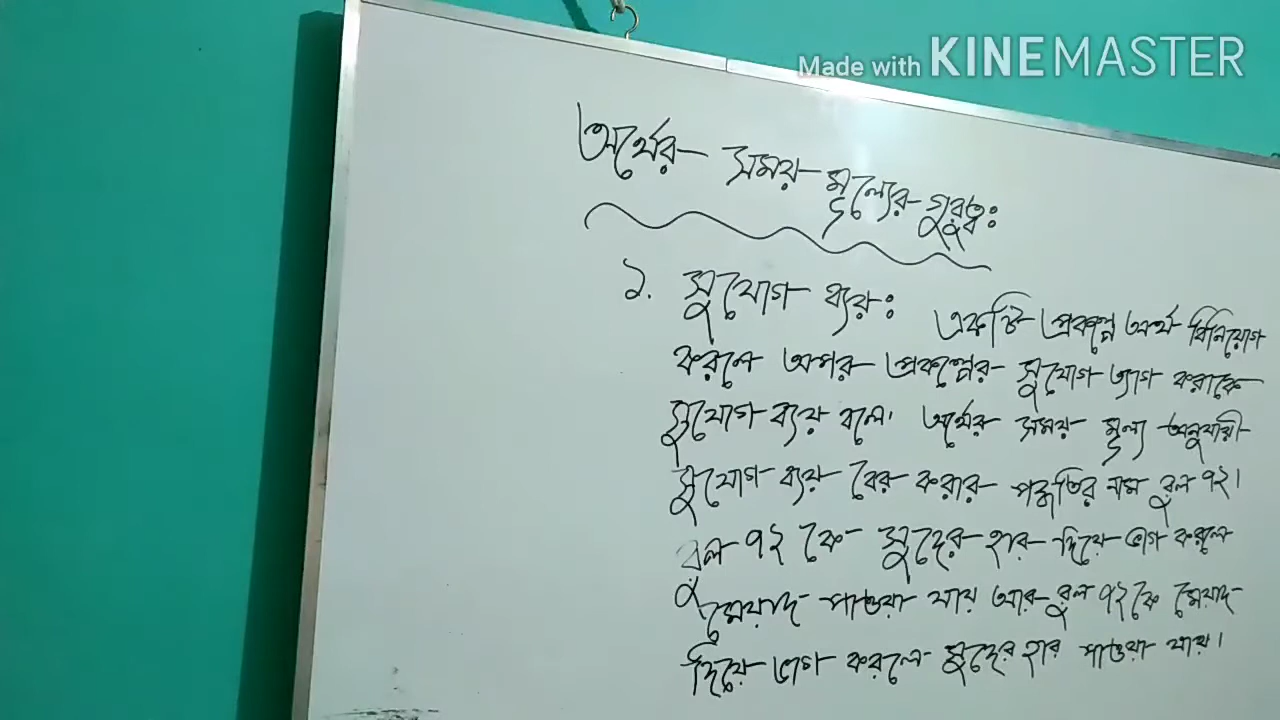 Made with KINEMASTER
অর্থের সময় মূল্যের গুরুত্ব:
১. সুযোগ ব্যয়: একটি প্রকল্পে অর্থ বিনিয়োগ
করলে অপর প্রকল্পের সুযোগ ত্যাগ করাকে
সুযোগ ব্যয় বলে। অর্থের সময় মূল্য অনুযায়ী
সুযোগ ব্যয় বের করার পদ্ধতির নাম রুল ৭২।
রুল ৭২ কে সুদের হার দিয়ে ভাগ করলে
মেয়াদ পাওয়া যায় আর রুল ৭২কে মেয়াদ
দিয়ে ভাগ করলে সুদের হার পাওয়া যায়।